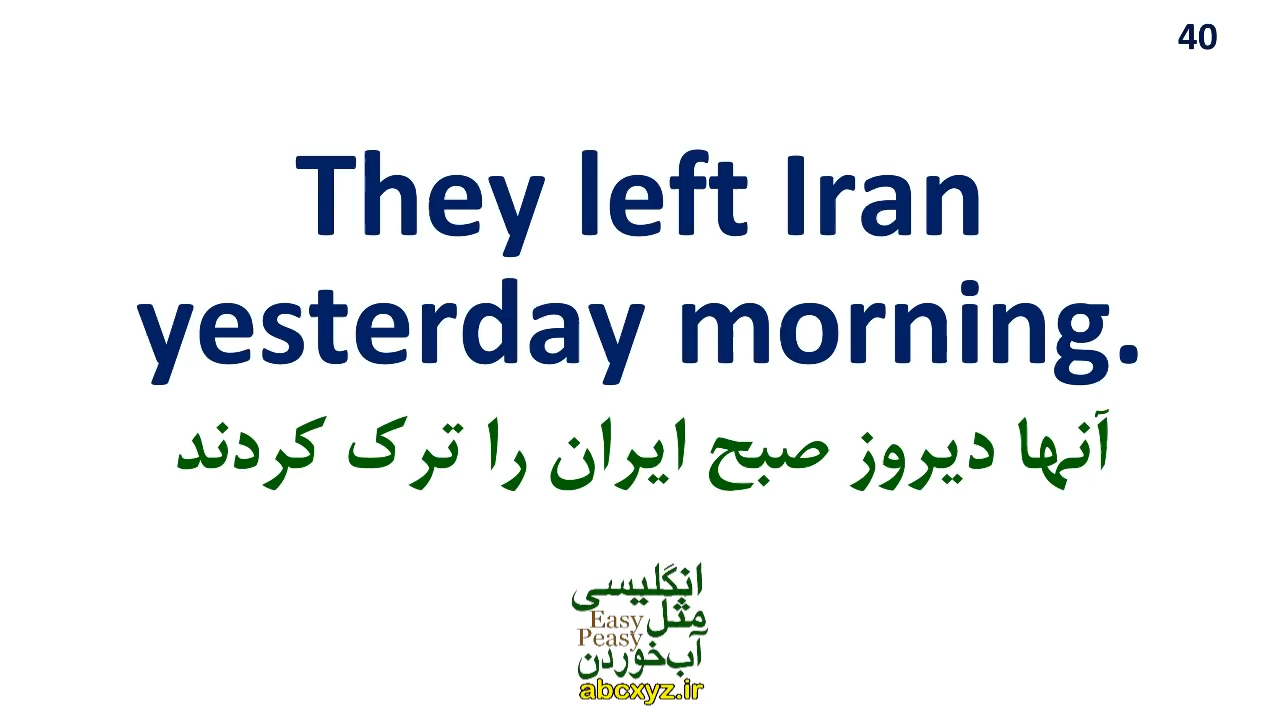 40
They left Iran
yesterday morning.
آنها دیروز صبح ایران را ترک کردند
انگلیسی
مثل
Easy
Peasy
آب‌خوردن
abcxyz.ir